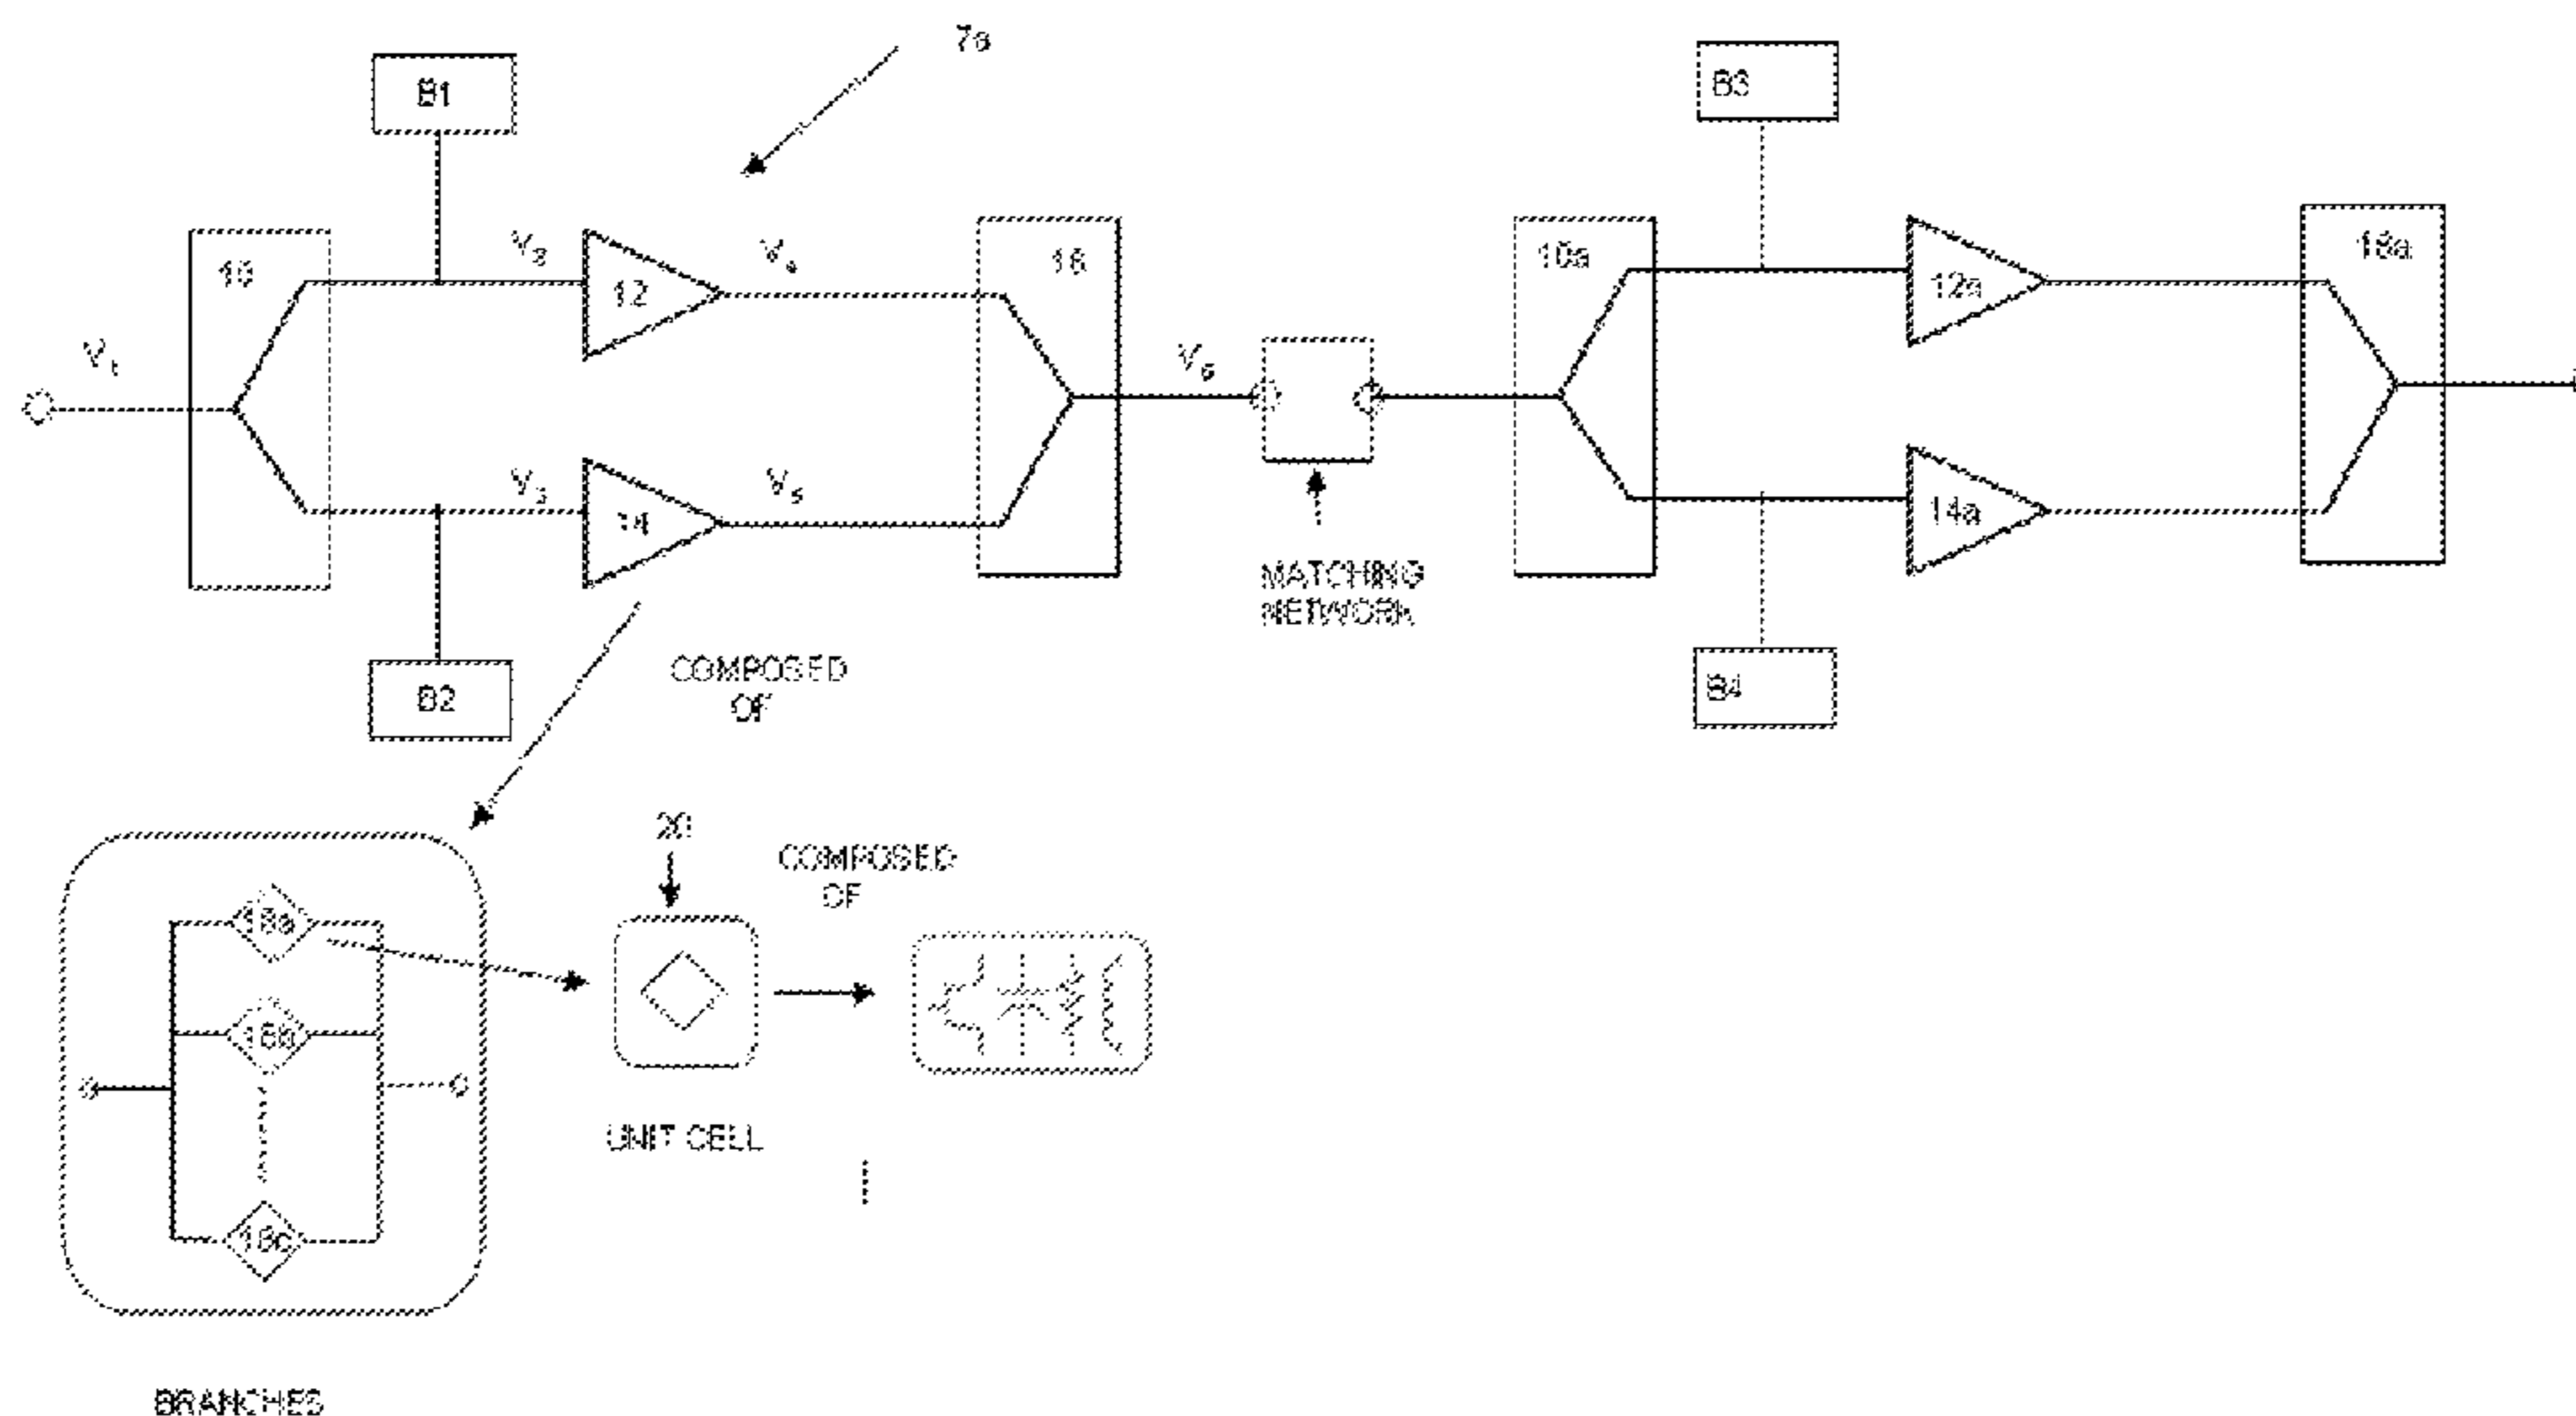 7a
B1
B3
V2
V4
10
12
16
10a
12a
16a
V1
V6
V3
V5
14
14a
MATCHING
NETWORK
B2
COMPOSED
OF
B4
20
COMPOSED
OF
18a
18b
18c
UNIT CELL
BRANCHES